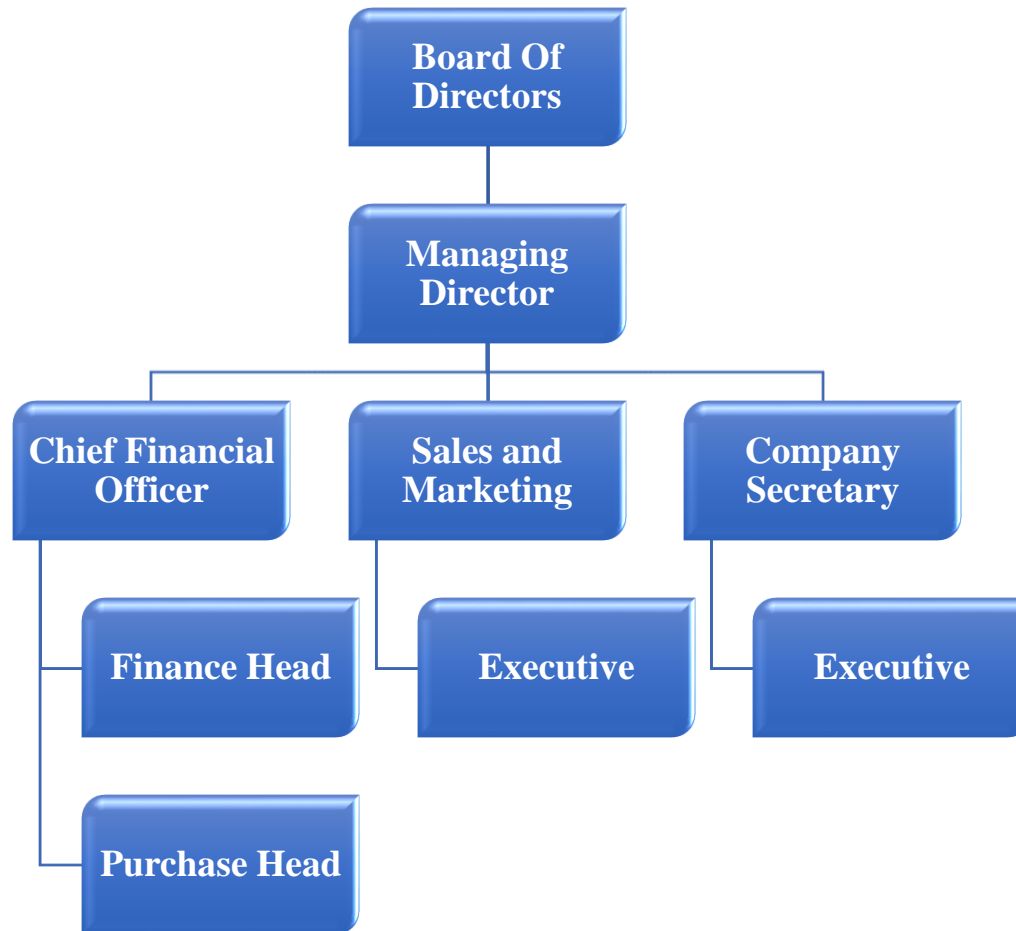 Board Of
Directors
Managing
Director
Chief Financial
Officer
Sales and
Marketing
Company
Secretary
Finance Head
Executive
Executive
Purchase Head